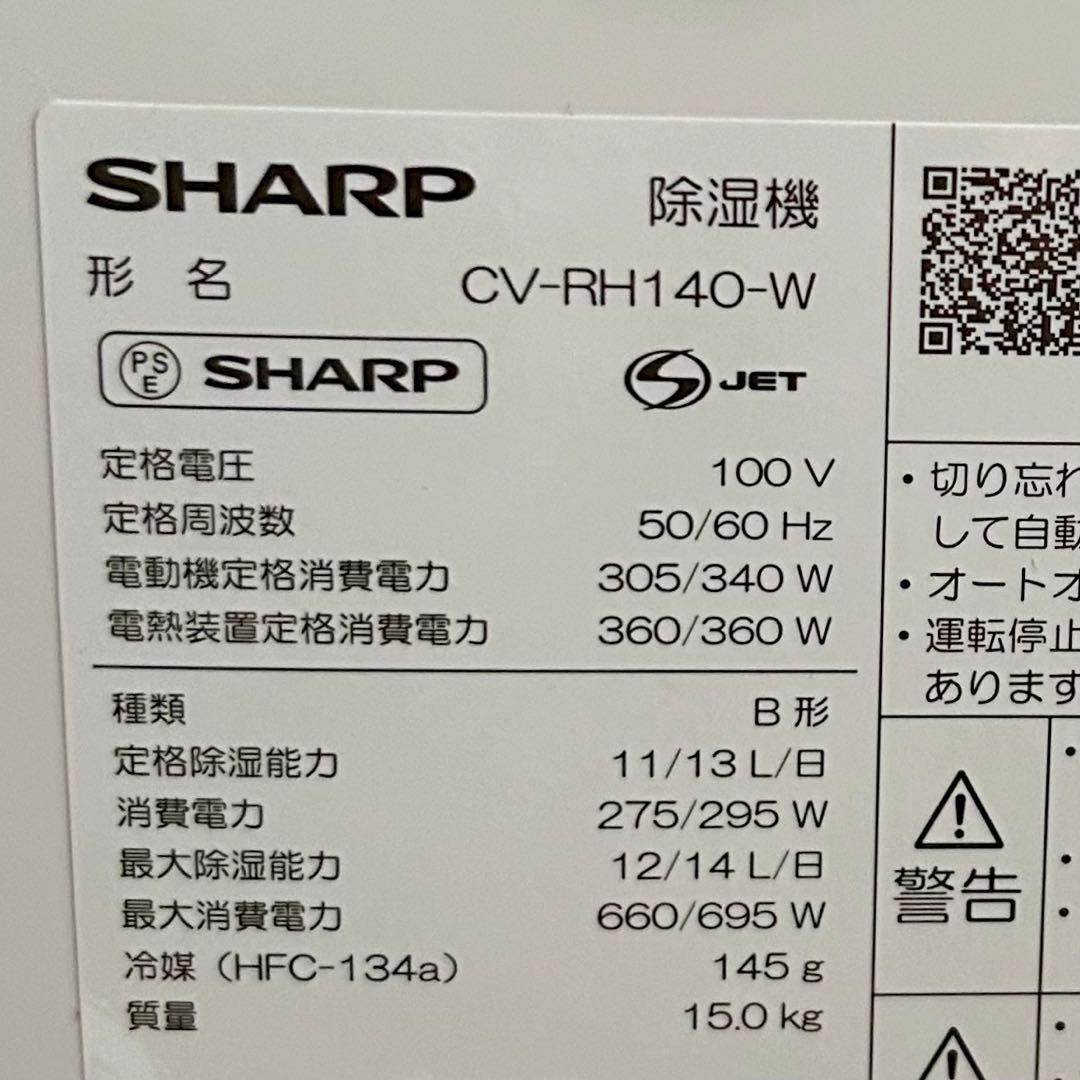 SHARP 除湿機
形 名 CV-RH140-W
PSE SHARP S JET
定格電圧 100 V
定格周波数 50/60 Hz
電動機定格消費電力 305/340 W
電熱装置定格消費電力 360/360 W
種類 B 形
定格除湿能力 11/13 L/日
消費電力 275/295 W
最大除湿能力 12/14 L/日
最大消費電力 660/695 W
冷媒（HFC-134a） 145 g
質量 15.0 kg
・切り忘れ
して自動
・オートオ
・運転停止
あります
警告